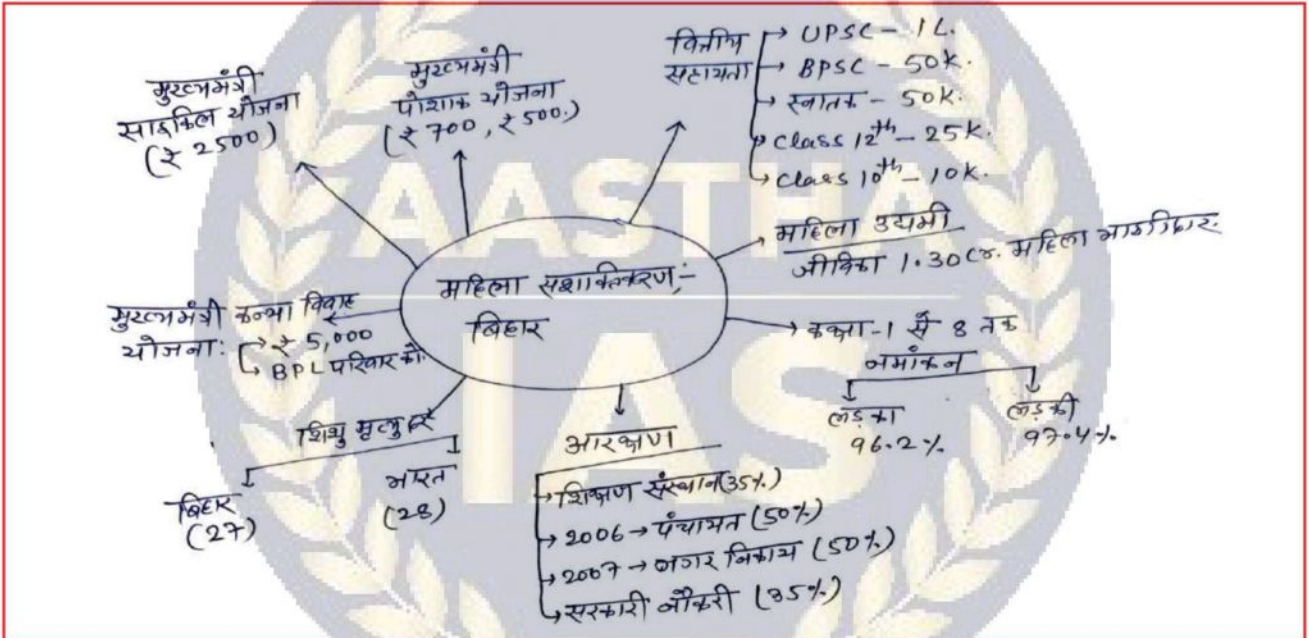 मुख्यमंत्री
साइकिल योजना
(₹ 2500)
मुख्यमंत्री
पोशाक योजना
(₹ 700, ₹ 500.)
वित्तीय
सहायता
→ UPSC - 1L.
→ BPSC - 50K.
→ स्नातक - 50K.
→ Class 12th - 25K.
→ Class 10th - 10K.
महिला उद्यमी
जीविका 1.30 Cr. महिला भागीदार.
महिला सशक्तिकरण:-
बिहार
मुख्यमंत्री कन्या विवाह
योजना: → ₹ 5,000
→ BPL परिवार को.
→ कक्षा-1 से 8 तक
नमांकन
लड़का
96.2%
लड़की
97.4%
शिशु मृत्यु दर
बिहार
(27)
भारत
(28)
आरक्षण
→ शिक्षण संस्थान (35%)
→ 2006 → पंचायत (50%)
→ 2007 → नगर निकाय (50%)
→ सरकारी नौकरी (35%)
AASTHA
IAS